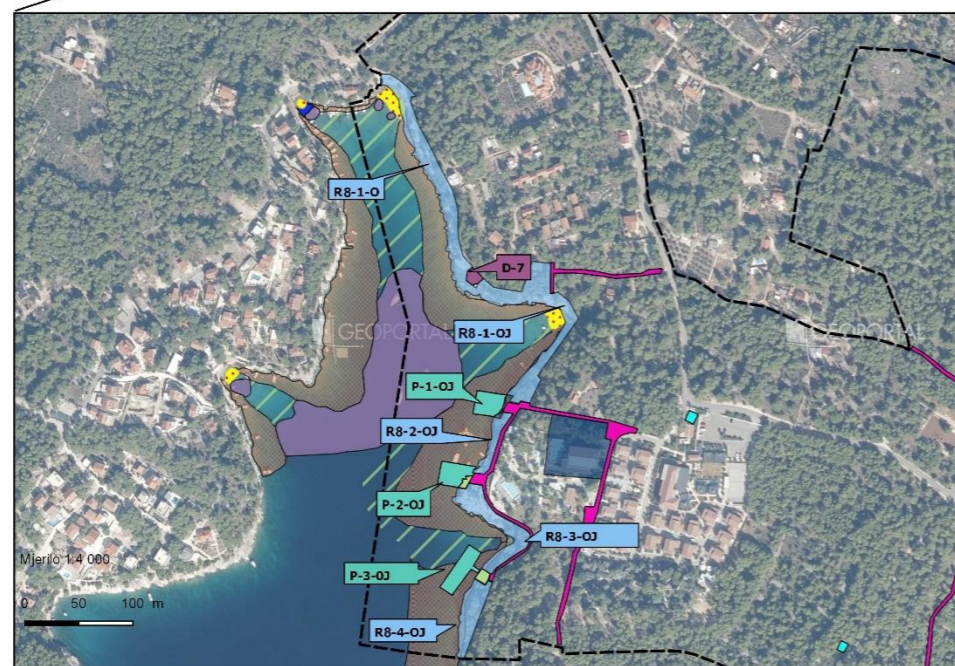 R8-1-O
D-7
GEOPORTAL
GEOPORTAL
R8-1-OJ
P-1-OJ
R8-2-OJ
P-2-OJ
R8-3-OJ
Mjerilo 1:4 000
P-3-OJ
0 50 100 m
R8-4-OJ